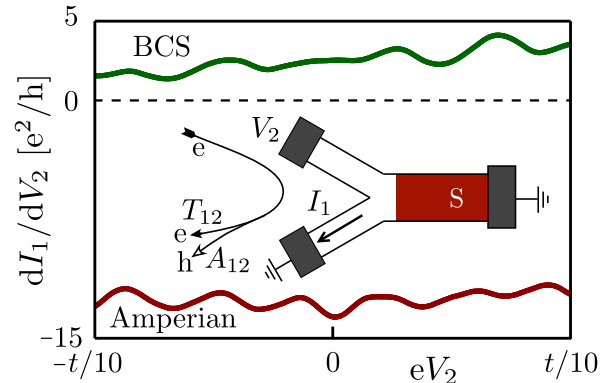 5
BCS
0
dI₁/dV₂ [e²/h]
V₂
e
I₁
S
T₁₂
e
h
A₁₂
Amperian
-15
-t/10
0
eV₂
t/10